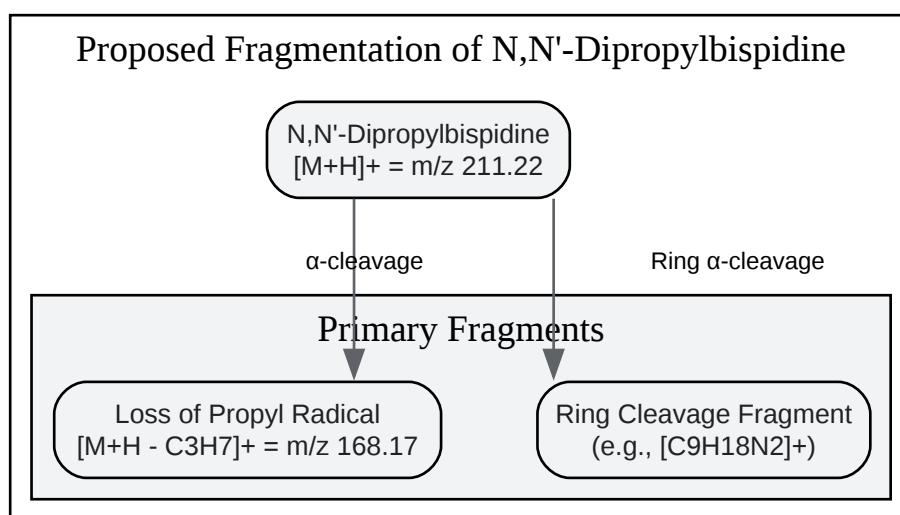 Proposed Fragmentation of N,N'-Dipropylbispidine
N,N'-Dipropylbispidine
[M+H]+ = m/z 211.22
α-cleavage
Ring α-cleavage
Primary Fragments
Loss of Propyl Radical
[M+H - C3H7]+ = m/z 168.17
Ring Cleavage Fragment
(e.g., [C9H18N2]+)